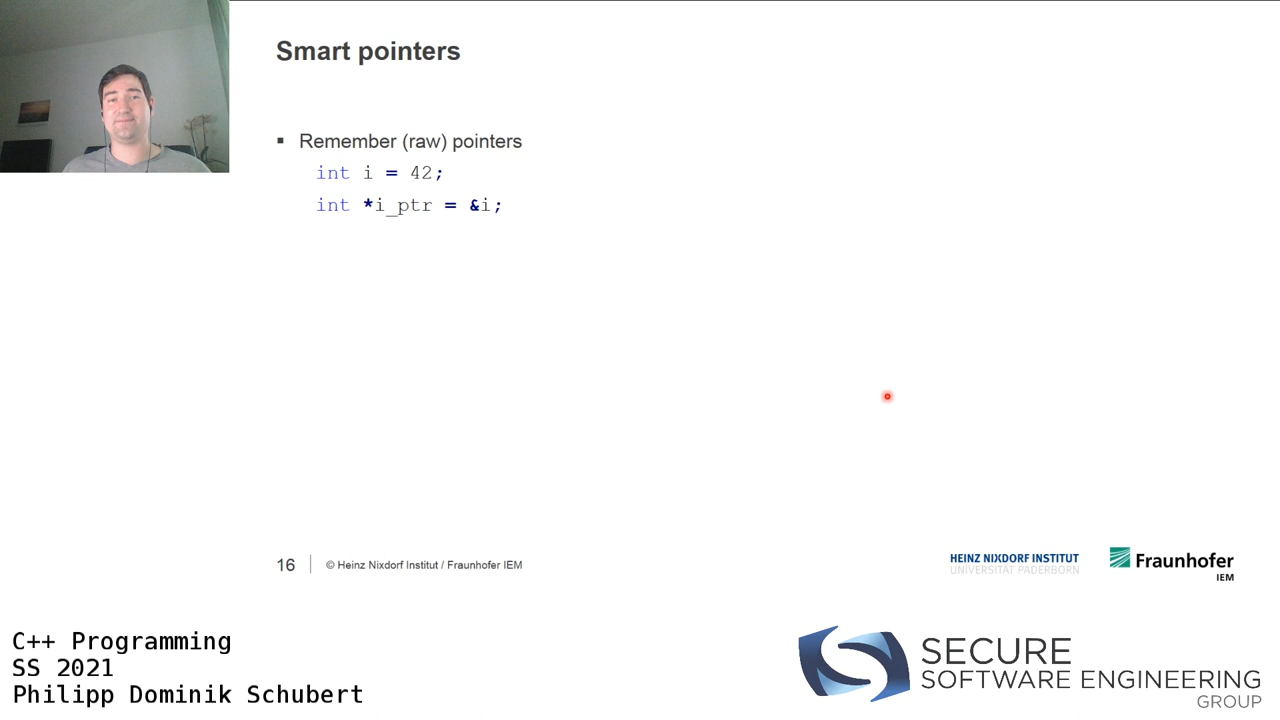 Smart pointers
▪ Remember (raw) pointers
int i = 42;
int *i_ptr = &i;
16 | © Heinz Nixdorf Institut / Fraunhofer IEM
HEINZ NIXDORF INSTITUT
UNIVERSITÄT PADERBORN
Fraunhofer
IEM
C++ Programming
SS 2021
Philipp Dominik Schubert
SECURE
SOFTWARE ENGINEERING
GROUP